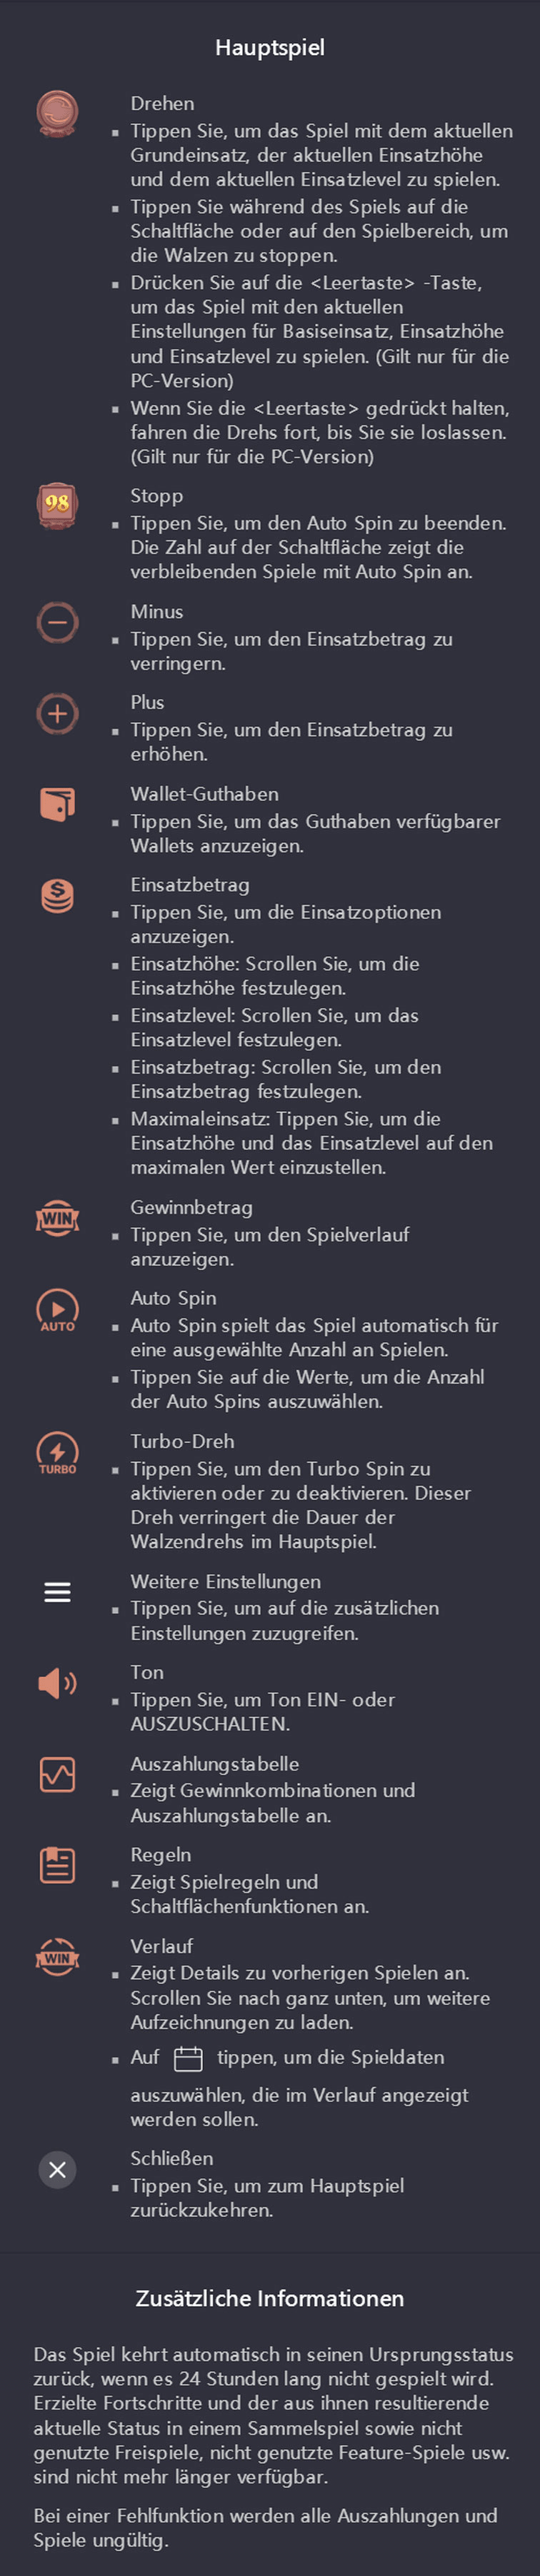 Hauptspiel
Drehen
▪ Tippen Sie, um das Spiel mit dem aktuellen
Grundeinsatz, der aktuellen Einsatzhöhe
und dem aktuellen Einsatzlevel zu spielen.
▪ Tippen Sie während des Spiels auf die
Schaltfläche oder auf den Spielbereich, um
die Walzen zu stoppen.
▪ Drücken Sie auf die <Leertaste> -Taste,
um das Spiel mit den aktuellen
Einstellungen für Basiseinsatz, Einsatzhöhe
und Einsatzlevel zu spielen. (Gilt nur für die
PC-Version)
▪ Wenn Sie die <Leertaste> gedrückt halten,
fahren die Drehs fort, bis Sie sie loslassen.
(Gilt nur für die PC-Version)
98
Stopp
▪ Tippen Sie, um den Auto Spin zu beenden.
Die Zahl auf der Schaltfläche zeigt die
verbleibenden Spiele mit Auto Spin an.
Minus
▪ Tippen Sie, um den Einsatzbetrag zu
verringern.
Plus
▪ Tippen Sie, um den Einsatzbetrag zu
erhöhen.
Wallet-Guthaben
▪ Tippen Sie, um das Guthaben verfügbarer
Wallets anzuzeigen.
Einsatzbetrag
▪ Tippen Sie, um die Einsatzoptionen
anzuzeigen.
▪ Einsatzhöhe: Scrollen Sie, um die
Einsatzhöhe festzulegen.
▪ Einsatzlevel: Scrollen Sie, um das
Einsatzlevel festzulegen.
▪ Einsatzbetrag: Scrollen Sie, um den
Einsatzbetrag festzulegen.
▪ Maximaleinsatz: Tippen Sie, um die
Einsatzhöhe und das Einsatzlevel auf den
maximalen Wert einzustellen.
WIN
Gewinnbetrag
▪ Tippen Sie, um den Spielverlauf
anzuzeigen.
AUTO
Auto Spin
▪ Auto Spin spielt das Spiel automatisch für
eine ausgewählte Anzahl an Spielen.
▪ Tippen Sie auf die Werte, um die Anzahl
der Auto Spins auszuwählen.
TURBO
Turbo-Dreh
▪ Tippen Sie, um den Turbo Spin zu
aktivieren oder zu deaktivieren. Dieser
Dreh verringert die Dauer der
Walzendrehs im Hauptspiel.
Weitere Einstellungen
▪ Tippen Sie, um auf die zusätzlichen
Einstellungen zuzugreifen.
Ton
▪ Tippen Sie, um Ton EIN- oder
AUSZUSCHALTEN.
Auszahlungstabelle
▪ Zeigt Gewinnkombinationen und
Auszahlungstabelle an.
Regeln
▪ Zeigt Spielregeln und
Schaltflächenfunktionen an.
WIN
Verlauf
▪ Zeigt Details zu vorherigen Spielen an.
Scrollen Sie nach ganz unten, um weitere
Aufzeichnungen zu laden.
▪ Auf tippen, um die Spieldaten
auszuwählen, die im Verlauf angezeigt
werden sollen.
Schließen
▪ Tippen Sie, um zum Hauptspiel
zurückzukehren.
Zusätzliche Informationen
Das Spiel kehrt automatisch in seinen Ursprungsstatus
zurück, wenn es 24 Stunden lang nicht gespielt wird.
Erzielte Fortschritte und der aus ihnen resultierende
aktuelle Status in einem Sammelspiel sowie nicht
genutzte Freispiele, nicht genutzte Feature-Spiele usw.
sind nicht mehr länger verfügbar.
Bei einer Fehlfunktion werden alle Auszahlungen und
Spiele ungültig.